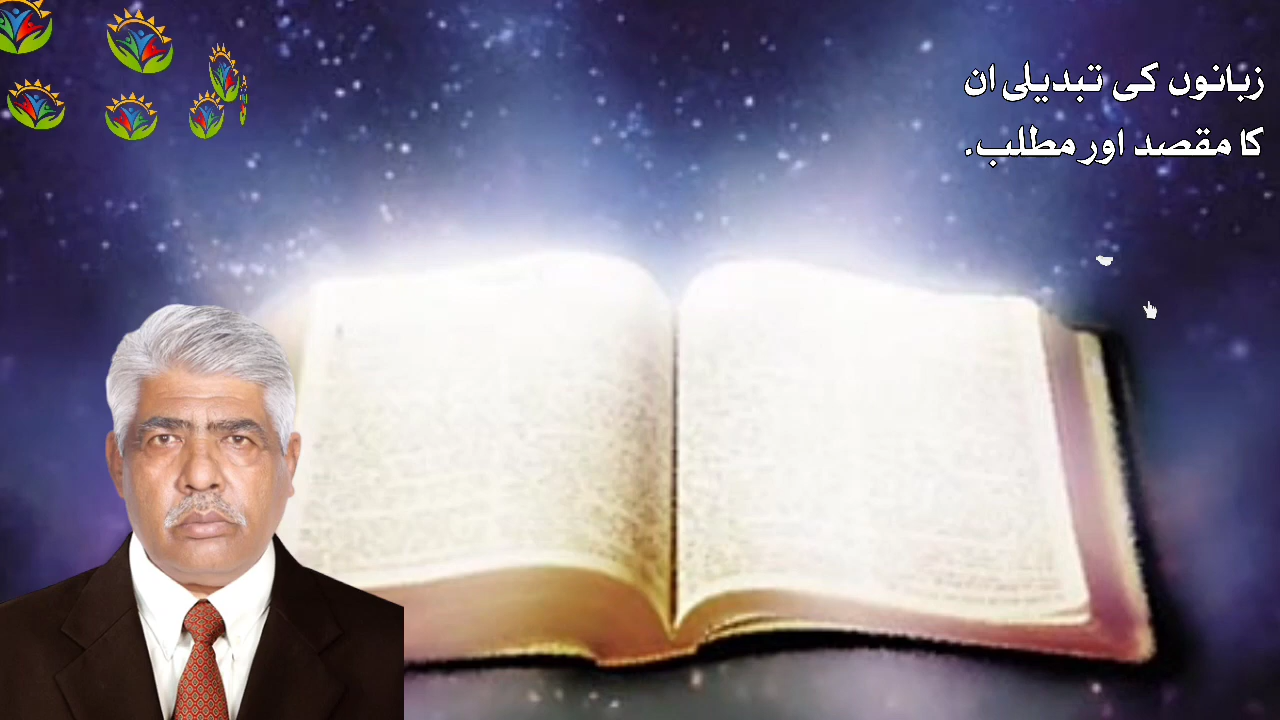 زبانوں کی تبدیلی ان
کا مقصد اور مطلب.